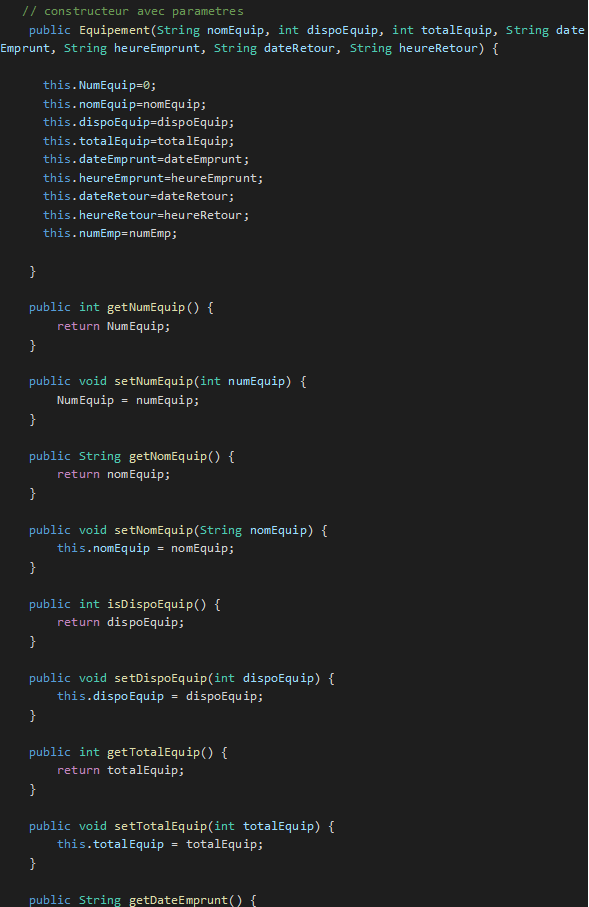 // constructeur avec parametres
public Equipement(String nomEquip, int dispoEquip, int totalEquip, String date
Emprunt, String heureEmprunt, String dateRetour, String heureRetour) {
this.NumEquip=0;
this.nomEquip=nomEquip;
this.dispoEquip=dispoEquip;
this.totalEquip=totalEquip;
this.dateEmprunt=dateEmprunt;
this.heureEmprunt=heureEmprunt;
this.dateRetour=dateRetour;
this.heureRetour=heureRetour;
this.numEmp=numEmp;
}
public int getNumEquip() {
return NumEquip;
}
public void setNumEquip(int numEquip) {
NumEquip = numEquip;
}
public String getNomEquip() {
return nomEquip;
}
public void setNomEquip(String nomEquip) {
this.nomEquip = nomEquip;
}
public int isDispoEquip() {
return dispoEquip;
}
public void setDispoEquip(int dispoEquip) {
this.dispoEquip = dispoEquip;
}
public int getTotalEquip() {
return totalEquip;
}
public void setTotalEquip(int totalEquip) {
this.totalEquip = totalEquip;
}
public String getDateEmprunt() {